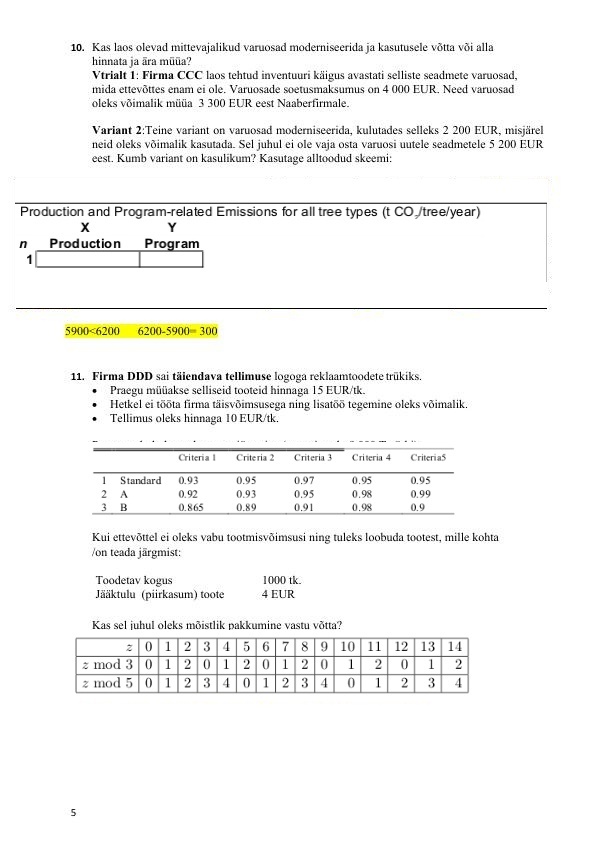 10. Kas laos olevad mittevajalikud varuosad moderniseerida ja kasutusele võtta või alla
hinnata ja ära müüa?
Vtrialt 1: Firma CCC laos tehtud inventuuri käigus avastati selliste seadmete varuosad,
mida ettevõttes enam ei ole. Varuosade soetusmaksumus on 4 000 EUR. Need varuosad
oleks võimalik müüa 3 300 EUR eest Naaberfirmale.
Variant 2:Teine variant on varuosad moderniseerida, kulutades selleks 2 200 EUR, misjärel
neid oleks võimalik kasutada. Sel juhul ei ole vaja osta varuosi uutele seadmetele 5 200 EUR
eest. Kumb variant on kasulikum? Kasutage alltoodud skeemi:
Production and Program-related Emissions for all tree types (t CO2/tree/year)
X Y
n Production Program
1
5900<6200 6200-5900= 300
11. Firma DDD sai täiendava tellimuse logoga reklaamtoodete trükiks.
• Praegu müüakse selliseid tooteid hinnaga 15 EUR/tk.
• Hetkel ei tööta firma täisvõimsusega ning lisatöö tegemine oleks võimalik.
• Tellimus oleks hinnaga 10 EUR/tk.
Criteria 1 Criteria 2 Criteria 3 Criteria 4 Criteria5
1 Standard 0.93 0.95 0.97 0.95 0.95
2 A 0.92 0.93 0.95 0.98 0.99
3 B 0.865 0.89 0.91 0.98 0.9
Kui ettevõttel ei oleks vabu tootmisvõimsusi ning tuleks loobuda tootest, mille kohta
/on teada järgmist:
Toodetav kogus 1000 tk.
Jääktulu (piirkasum) toote 4 EUR
Kas sel juhul oleks mõistlik pakkumine vastu võtta?
z 0 1 2 3 4 5 6 7 8 9 10 11 12 13 14
z mod 3 0 1 2 0 1 2 0 1 2 0 1 2 0 1 2
z mod 5 0 1 2 3 4 0 1 2 3 4 0 1 2 3 4
5